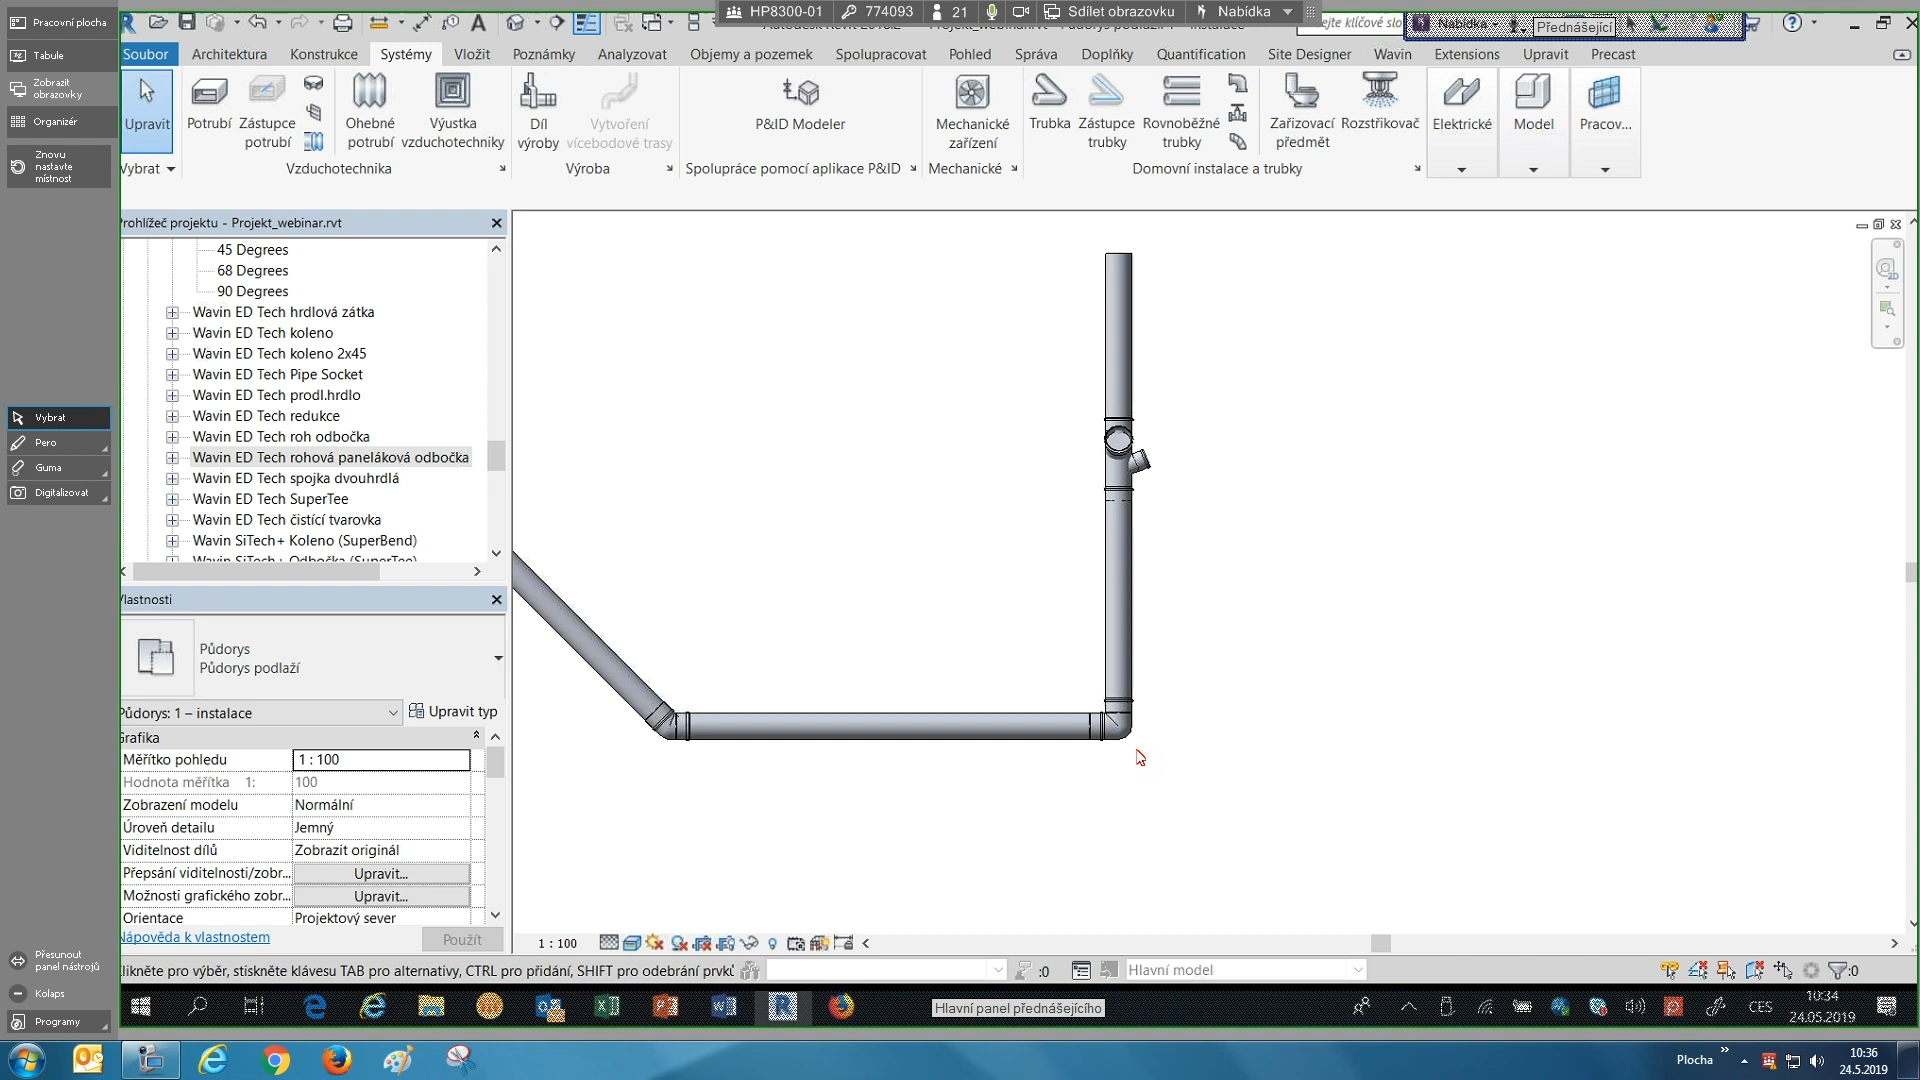 Pracovní plocha
Tabule
Zobrazit
obrazovky
Organizér
Znovu
nastavte
místnost
Vybrat
Pero
Guma
Digitalizovat
Přesunout
panel nástrojů
Kolaps
Programy
HP8300-01
774093
21
Sdílet obrazovku
Nabídka
Přednášející
Soubor
Architektura
Konstrukce
Systémy
Vložit
Poznámky
Analyzovat
Objemy a pozemek
Spolupracovat
Pohled
Správa
Doplňky
Quantification
Site Designer
Wavin
Extensions
Upravit
Precast
Upravit
Potrubí
Zástupce
potrubí
Ohebné
potrubí
Výustka
vzduchotechniky
Díl
výroby
Vytvoření
vícebodové trasy
P&ID Modeler
Mechanické
zařízení
Trubka
Zástupce
trubky
Rovnoběžné
trubky
Zařizovací
předmět
Rozstřikovač
Elektrické
Model
Pracov...
Vybrat
Vzduchotechnika
Výroba
Spolupráce pomocí aplikace P&ID
Mechanické
Domovní instalace a trubky
rohlížeč projektu - Projekt_webinar.rvt
45 Degrees
68 Degrees
90 Degrees
Wavin ED Tech hrdlová zátka
Wavin ED Tech koleno
Wavin ED Tech koleno 2x45
Wavin ED Tech Pipe Socket
Wavin ED Tech prodl.hrdlo
Wavin ED Tech redukce
Wavin ED Tech roh odbočka
Wavin ED Tech rohová paneláková odbočka
Wavin ED Tech spojka dvouhrdlá
Wavin ED Tech SuperTee
Wavin ED Tech čistící tvarovka
Wavin SiTech+ Koleno (SuperBend)
Wavin SiTech+ Odbočka (SuperTee)
lastnosti
Půdorys
Půdorys podlaží
Půdorys: 1 – instalace
Upravit typ
Grafika
Měřítko pohledu 1 : 100
Hodnota měřítka 1: 100
Zobrazení modelu Normální
Úroveň detailu Jemný
Viditelnost dílů Zobrazit originál
Přepsání viditelnosti/zobr... Upravit...
Možnosti grafického zobr... Upravit...
Orientace Projektový sever
Nápověda k vlastnostem
Použít
1 : 100
likněte pro výběr, stiskněte klávesu TAB pro alternativy, CTRL pro přidání, SHIFT pro odebrání prvků
:0
Hlavní model
:0
Hlavní panel přednášejícího
CES
10:34
24.05.2019
Plocha
10:36
24.5.2019